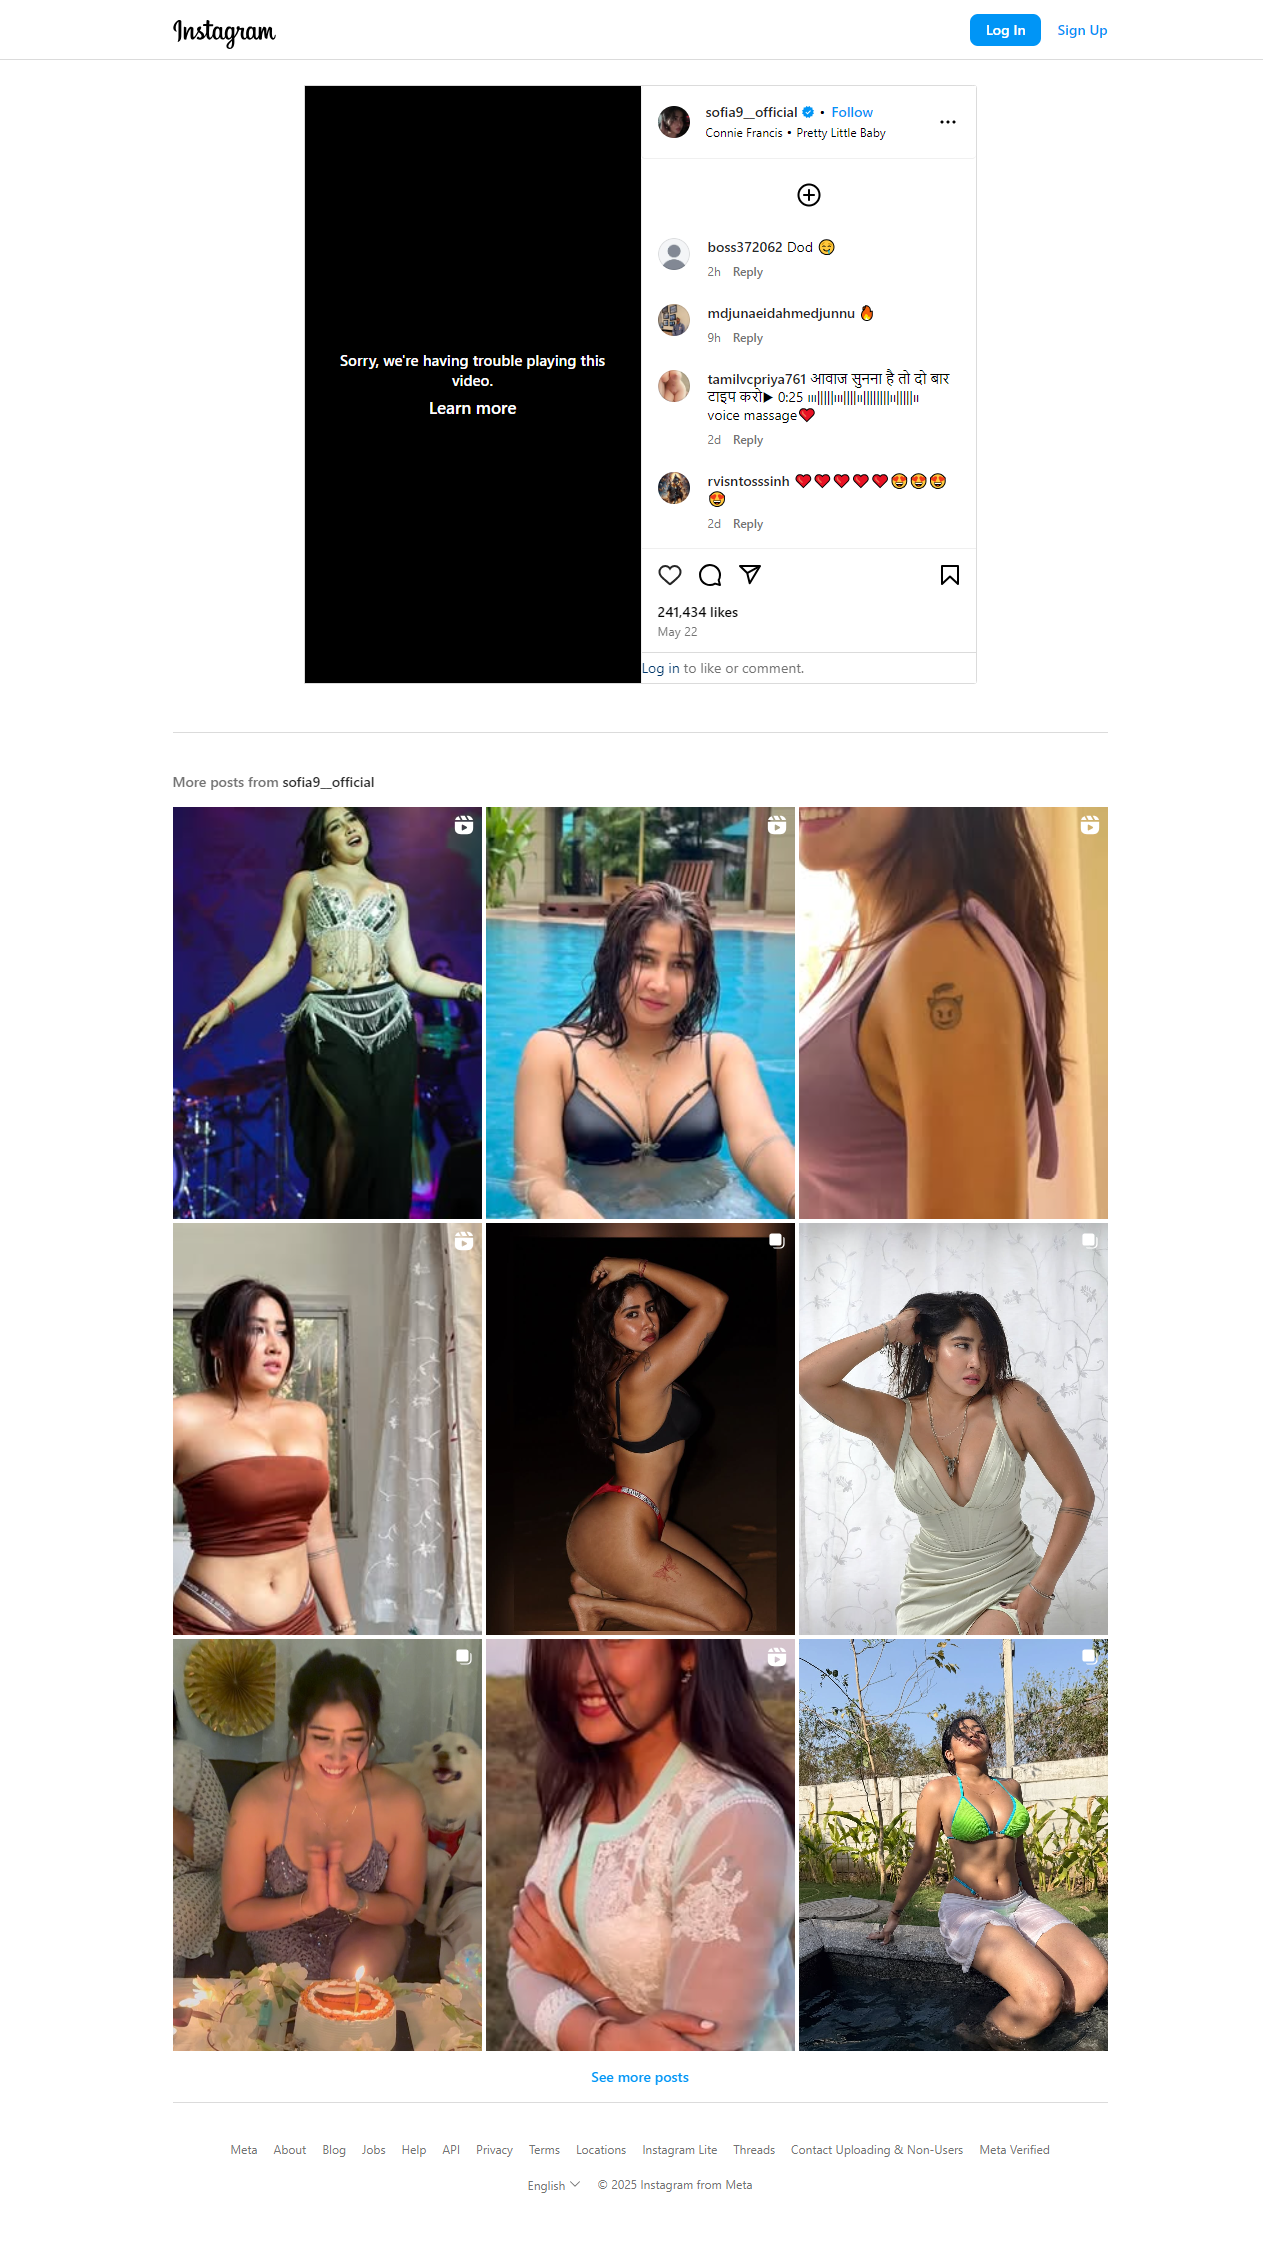 Instagram
Log In
Sign Up
Sorry, we're having trouble playing this
video.
Learn more
sofia9__official • Follow
Connie Francis • Pretty Little Baby
boss372062 Dod 😊
2h Reply
mdjunaeidahmedjunnu 🔥
9h Reply
tamilvcpriya761 आवाज सुनना है तो दो बार
टाइप करो▶ 0:25 ııı|||||ııı||||ıı||||||||ıı|||||ıı
voice massage❤️
2d Reply
rvisntosssinh ❤️❤️❤️❤️❤️😍😍😍
😍
2d Reply
241,434 likes
May 22
Log in to like or comment.
More posts from sofia9__official
See more posts
Meta About Blog Jobs Help API Privacy Terms Locations Instagram Lite Threads Contact Uploading & Non-Users Meta Verified
English © 2025 Instagram from Meta